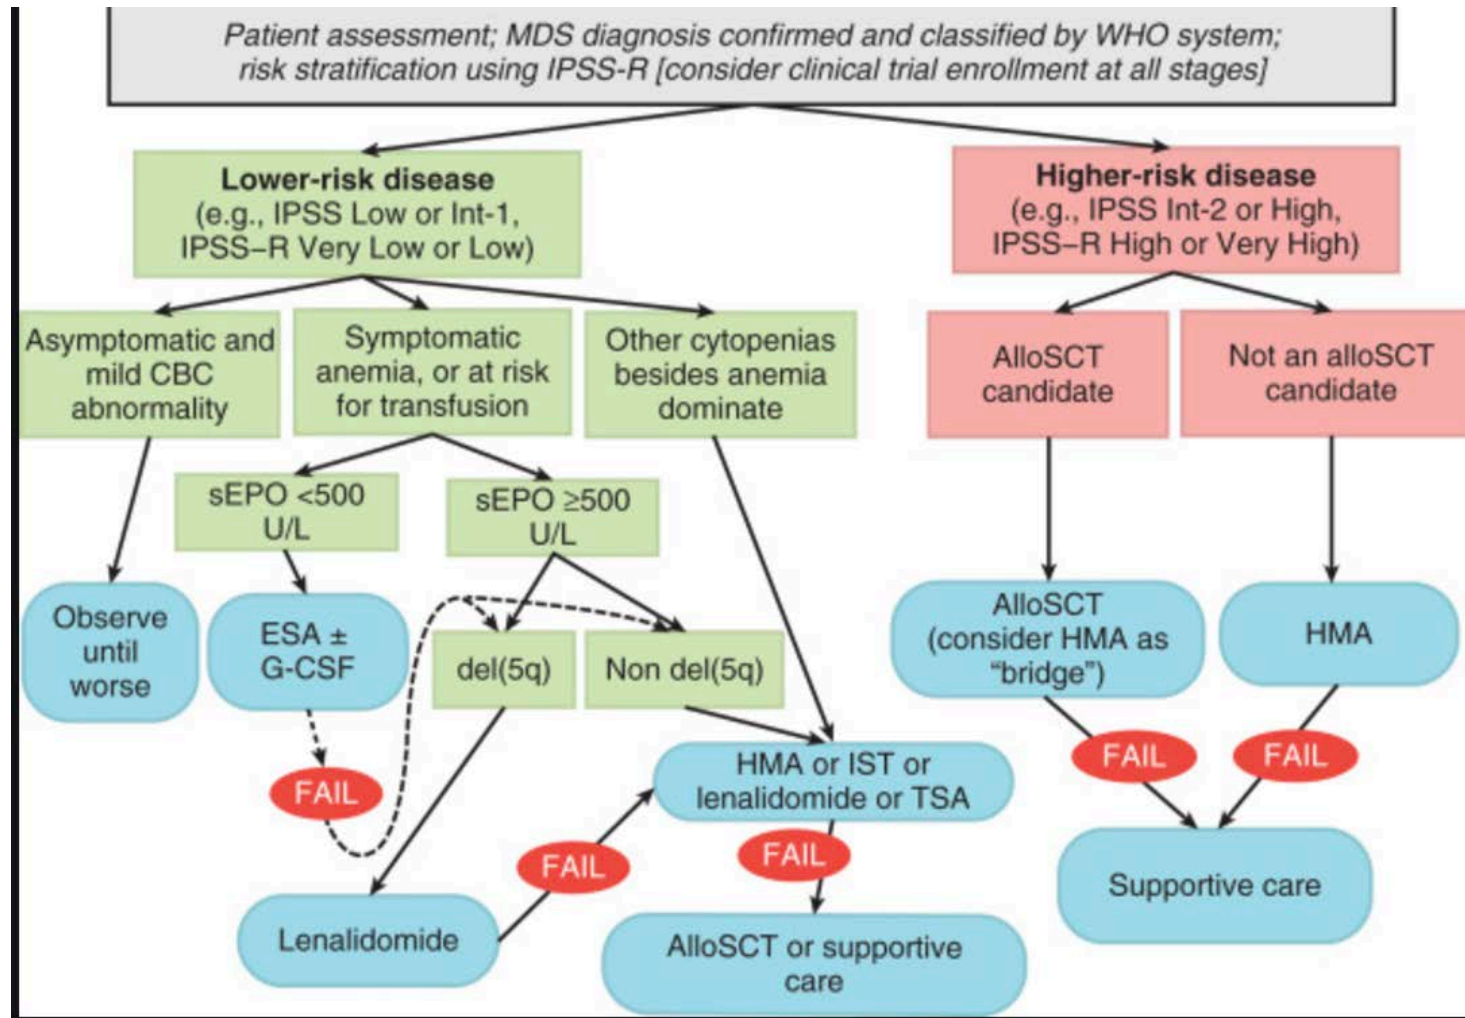 Patient assessment; MDS diagnosis confirmed and classified by WHO system;
risk stratification using IPSS-R [consider clinical trial enrollment at all stages]
Lower-risk disease
(e.g., IPSS Low or Int-1,
IPSS–R Very Low or Low)
Higher-risk disease
(e.g., IPSS Int-2 or High,
IPSS–R High or Very High)
Asymptomatic and
mild CBC
abnormality
Symptomatic
anemia, or at risk
for transfusion
Other cytopenias
besides anemia
dominate
AlloSCT
candidate
Not an alloSCT
candidate
sEPO <500
U/L
sEPO ≥500
U/L
Observe
until
worse
ESA ±
G-CSF
del(5q)
Non del(5q)
AlloSCT
(consider HMA as
“bridge”)
HMA
FAIL
HMA or IST or
lenalidomide or TSA
FAIL
FAIL
FAIL
FAIL
Lenalidomide
AlloSCT or supportive
care
Supportive care